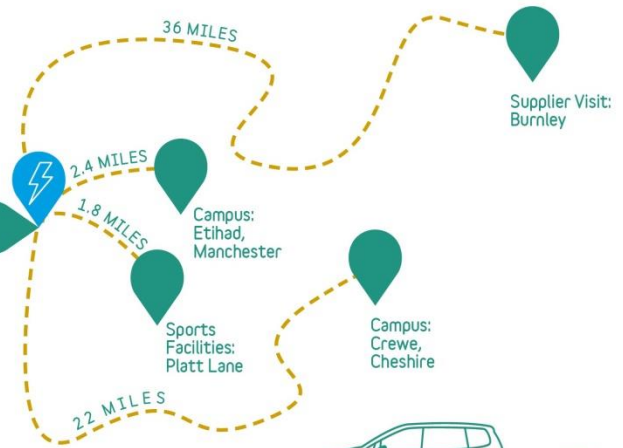 36 MILES
Supplier Visit:
Burnley
2.4 MILES
Campus:
Etihad,
Manchester
1.8 MILES
Sports
Facilities:
Platt Lane
Campus:
Crewe,
Cheshire
22 MILES